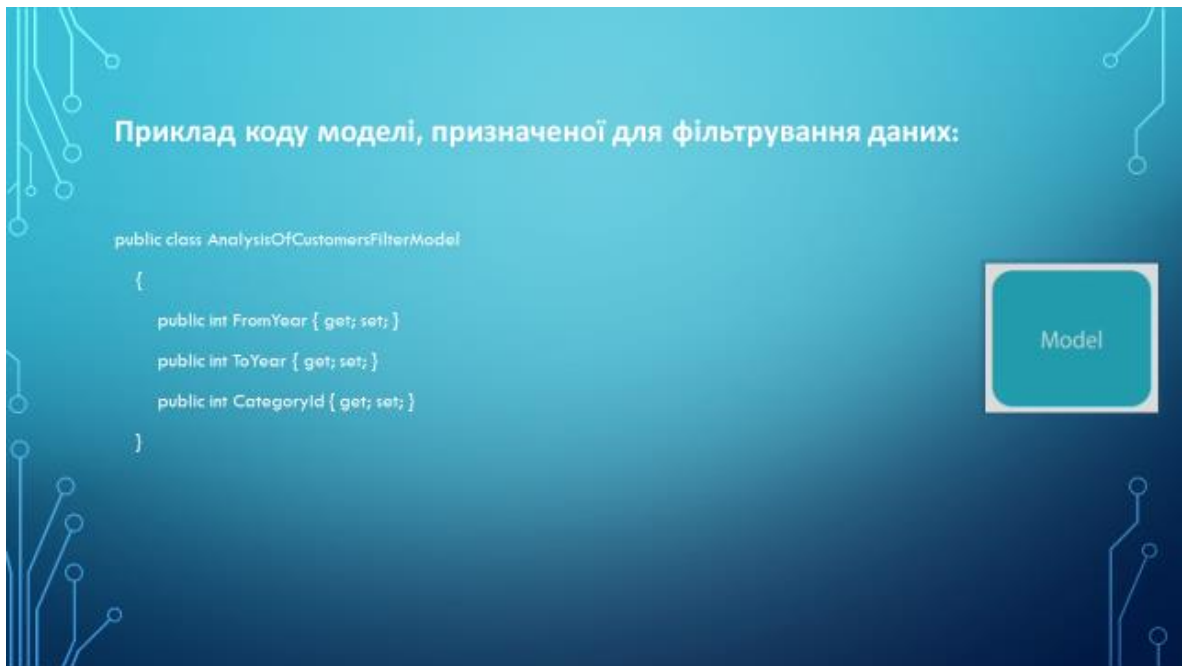 Приклад коду моделі, призначеної для фільтрування даних:
public class AnalysisOfCustomersFilterModel
{
public int FromYear { get; set; }
public int ToYear { get; set; }
public int CategoryId { get; set; }
}
Model